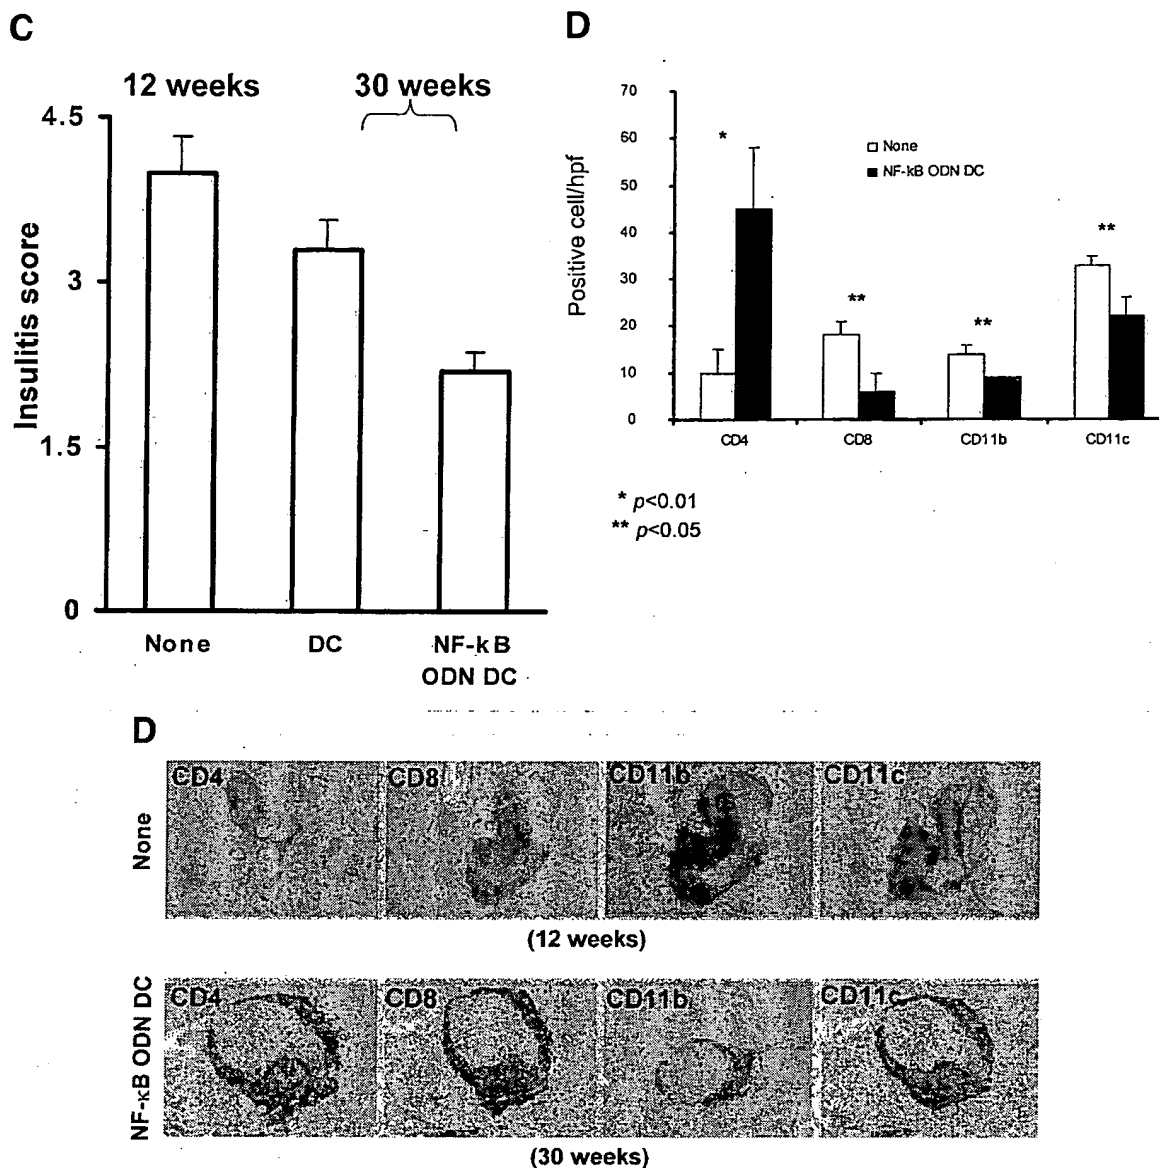 C
12 weeks
30 weeks
Insulitis score
4.5
3
1.5
0
None
DC
NF-kB
ODN DC
D
Positive cell/hpf
70
60
50
40
30
20
10
0
None
NF-kB ODN DC
*
**
**
**
CD4
CD8
CD11b
CD11c
* p<0.01
** p<0.05
D
None
CD4
CD8
CD11b
CD11c
(12 weeks)
NF-κB ODN DC
CD4
CD8
CD11b
CD11c
(30 weeks)